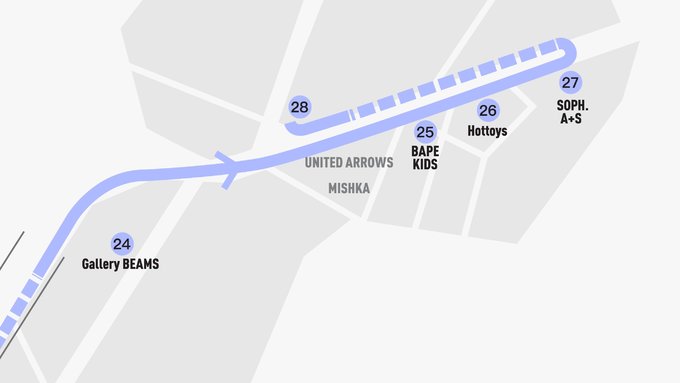 28
27
SOPH.
A+S
26
Hottoys
25
BAPE
KIDS
UNITED ARROWS
MISHKA
24
Gallery BEAMS